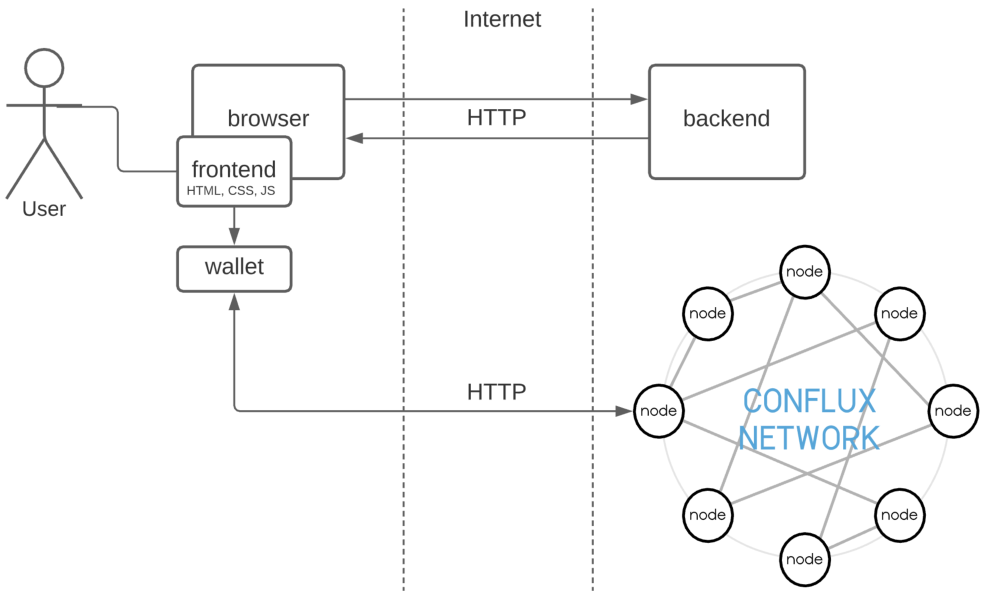 Internet
browser
HTTP
backend
frontend
HTML, CSS, JS
User
wallet
node
node
node
HTTP
CONFLUX
NETWORK
node
node
node
node
node